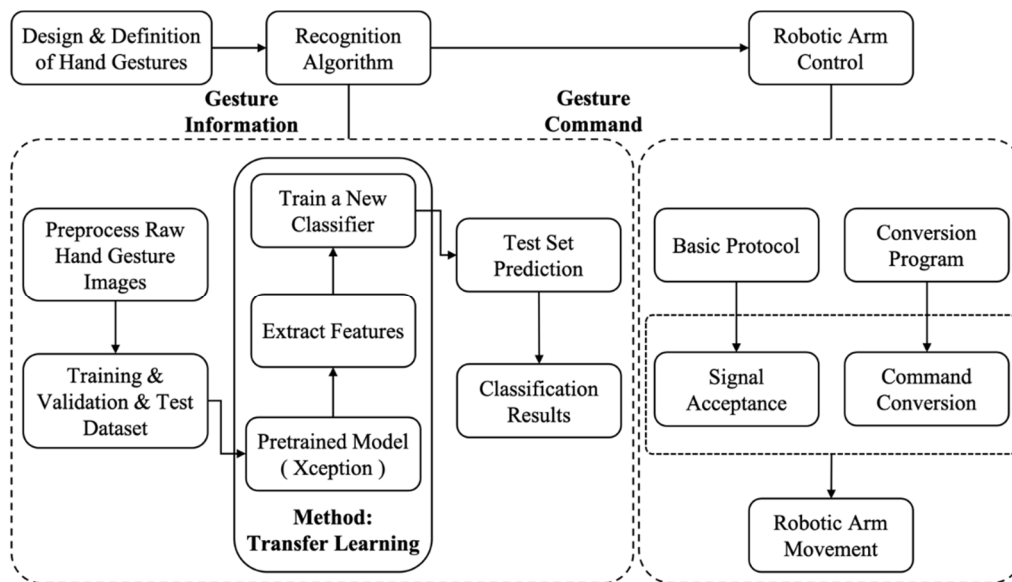 Design & Definition
of Hand Gestures
Recognition
Algorithm
Robotic Arm
Control
Gesture
Information
Gesture
Command
Preprocess Raw
Hand Gesture
Images
Training &
Validation & Test
Dataset
Train a New
Classifier
Extract Features
Pretrained Model
( Xception )
Method:
Transfer Learning
Test Set
Prediction
Classification
Results
Basic Protocol
Conversion
Program
Signal
Acceptance
Command
Conversion
Robotic Arm
Movement